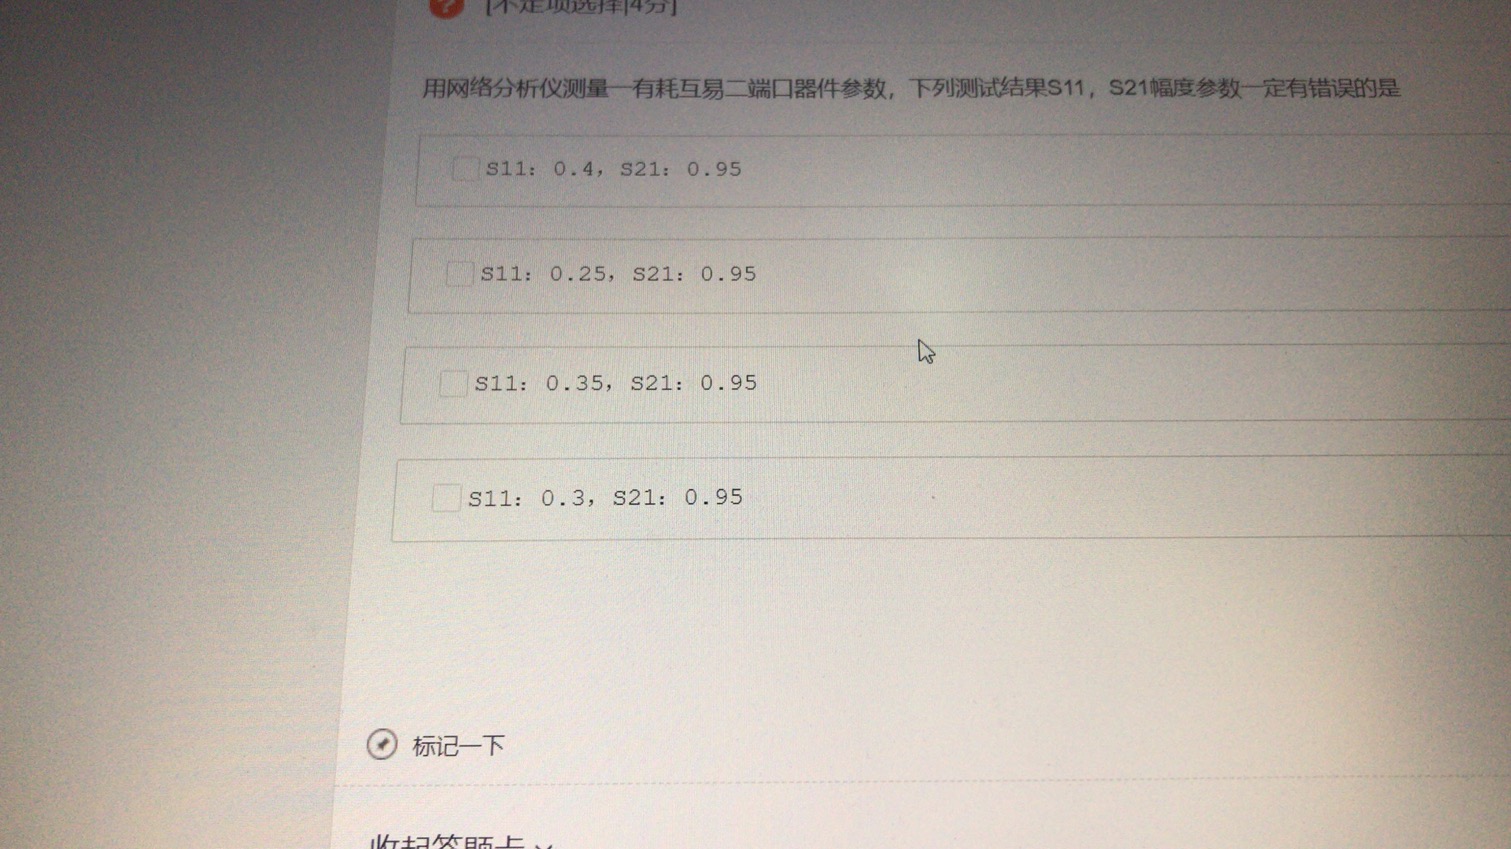 [不定项选择|4分]
用网络分析仪测量一有耗互易二端口器件参数，下列测试结果S11，S21幅度参数一定有错误的是
S11: 0.4, S21: 0.95
S11: 0.25, S21: 0.95
S11: 0.35, S21: 0.95
S11: 0.3, S21: 0.95
标记一下
收起答题卡